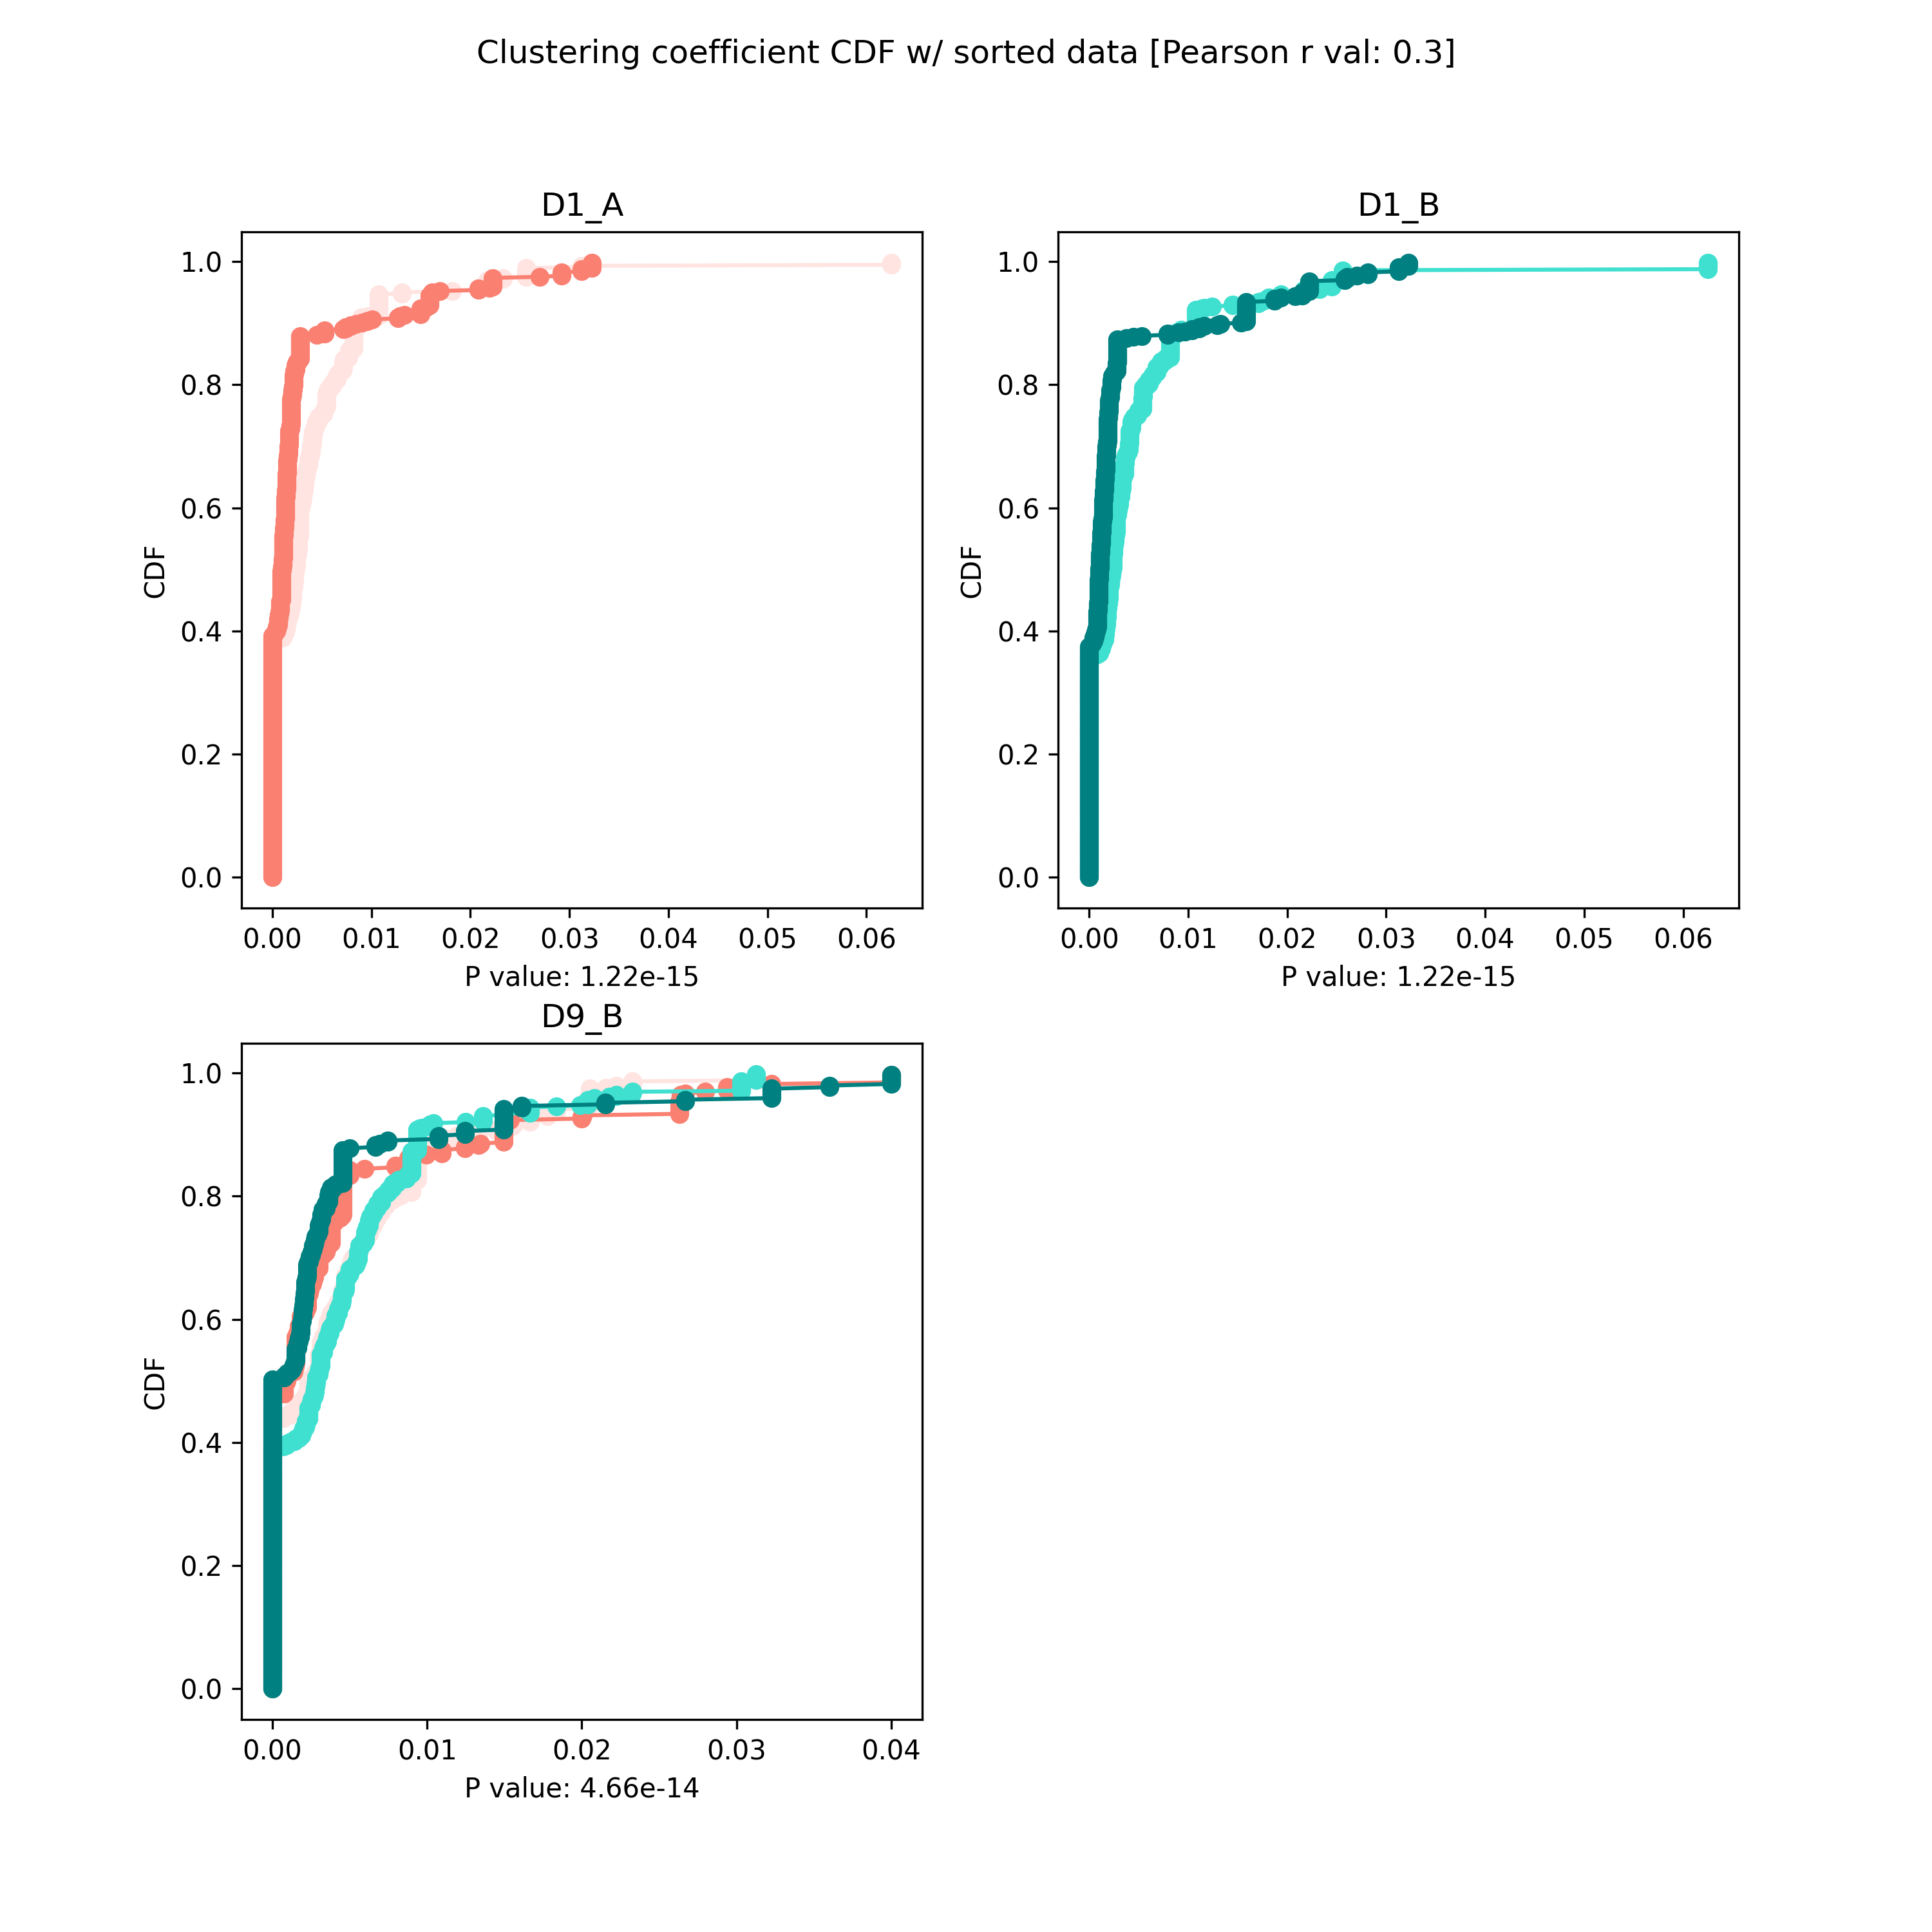 Clustering coefficient CDF w/ sorted data [Pearson r val: 0.3]
D1_A
1.0
0.8
0.6
0.4
0.2
0.0
CDF
0.00 0.01 0.02 0.03 0.04 0.05 0.06
P value: 1.22e-15
D1_B
1.0
0.8
0.6
0.4
0.2
0.0
CDF
0.00 0.01 0.02 0.03 0.04 0.05 0.06
P value: 1.22e-15
D9_B
1.0
0.8
0.6
0.4
0.2
0.0
CDF
0.00 0.01 0.02 0.03 0.04
P value: 4.66e-14